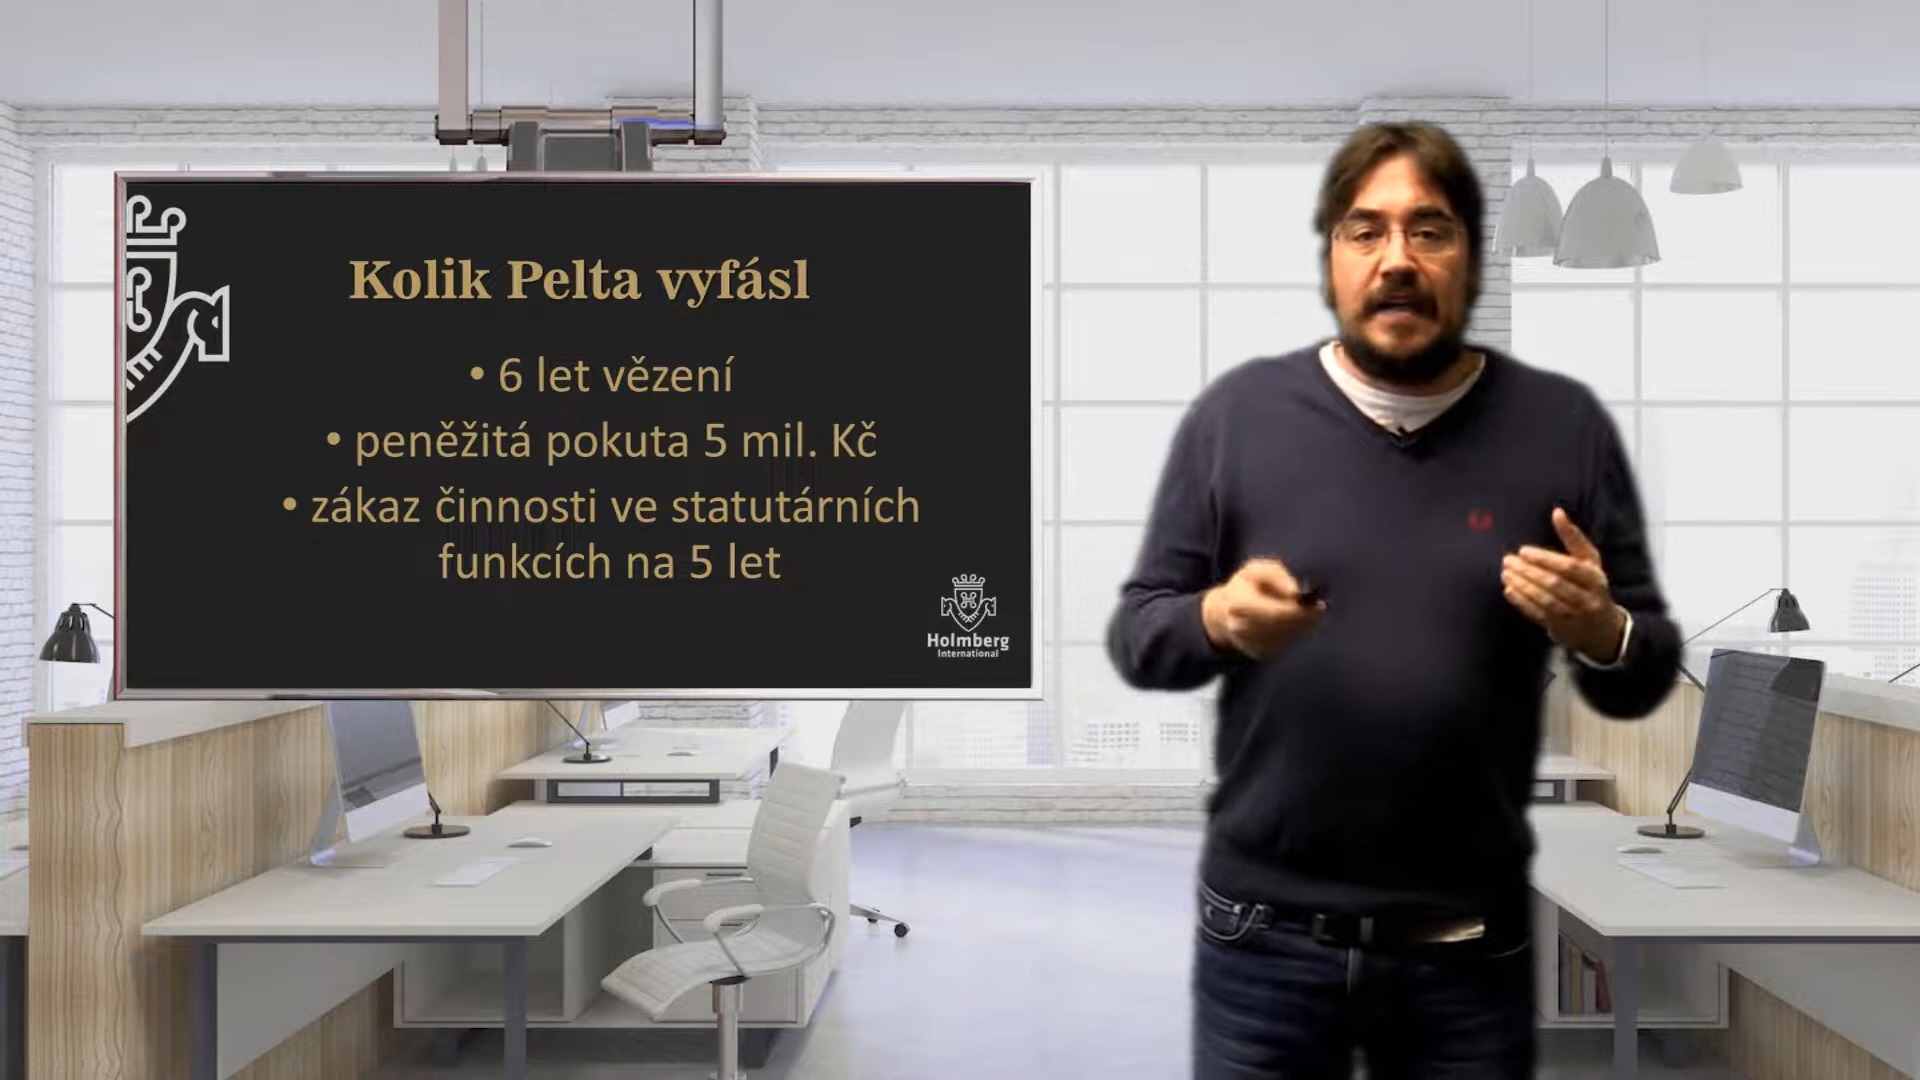 Kolik Pelta vyfásl
• 6 let vězení
• peněžitá pokuta 5 mil. Kč
• zákaz činnosti ve statutárních
funkcích na 5 let
Holmberg
International